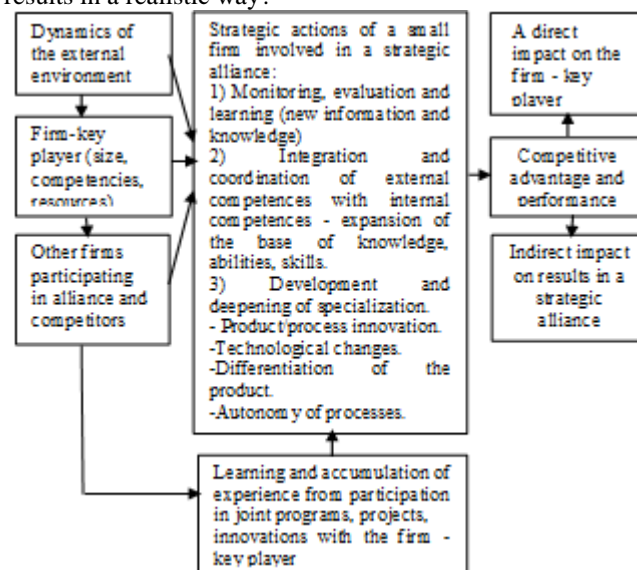 results in a realistic way?
Dynamics of
the external
environment
Firm-key
player (size,
competencies,
resources)
Other firms
participating
in alliance and
competitors
Strategic actions of a small
firm involved in a strategic
alliance:
1) Monitoring, evaluation and
learning (new information and
knowledge)
2) Integration and
coordination of external
competences with internal
competences - expansion of
the base of knowledge,
abilities, skills.
3) Development and
deepening of specialization.
- Product/process innovation.
-Technological changes.
-Differentiation of the
product.
-Autonomy of processes.
Learning and accumulation of
experience from participation
in joint programs, projects,
innovations with the firm -
key player
A direct
impact on the
firm - key
player
Competitive
advantage and
performance
Indirect impact
on results in a
strategic
alliance